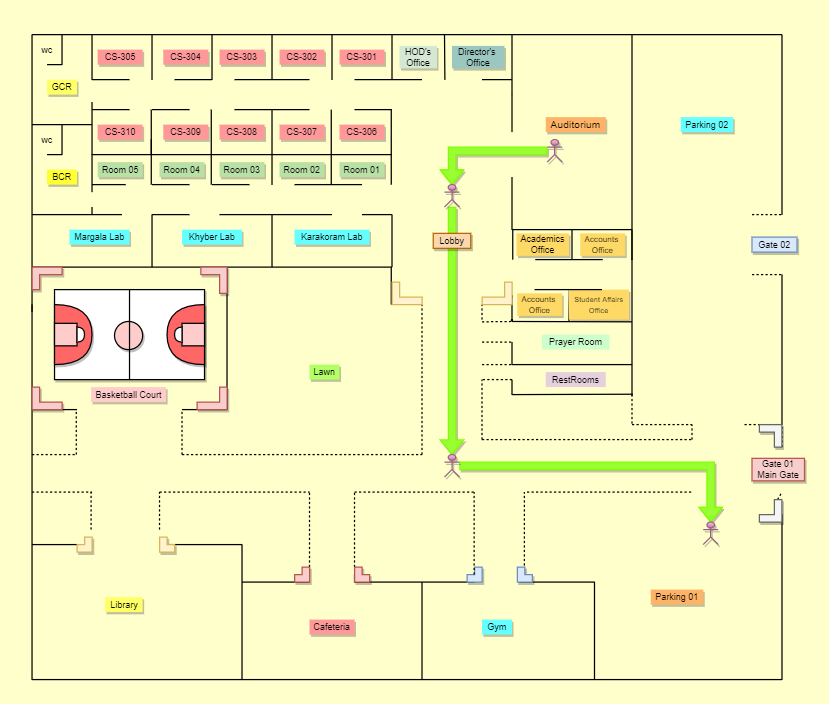 wc
CS-305
CS-304
CS-303
CS-302
CS-301
HOD's
Office
Director's
Office
GCR
Auditorium
Parking 02
wc
CS-310
CS-309
CS-308
CS-307
CS-306
BCR
Room 05
Room 04
Room 03
Room 02
Room 01
Margala Lab
Khyber Lab
Karakoram Lab
Lobby
Academics
Office
Accounts
Office
Gate 02
Accounts
Office
Student Affairs
Office
Prayer Room
Lawn
RestRooms
Basketball Court
Gate 01
Main Gate
Library
Cafeteria
Gym
Parking 01